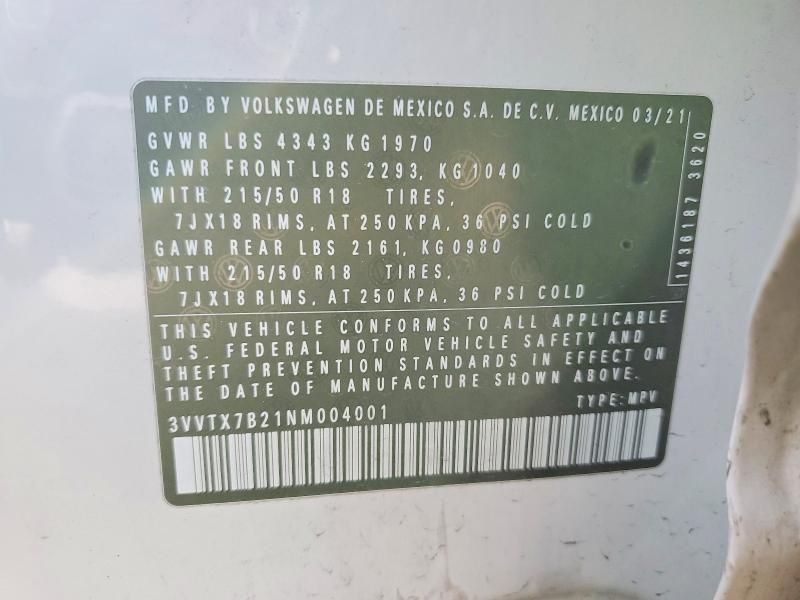 MFD BY VOLKSWAGEN DE MEXICO S.A. DE C.V. MEXICO 03/21
GVWR LBS 4343 KG 1970
GAWR FRONT LBS 2293, KG 1040
WITH 215/50 R18 TIRES,
7JX18 RIMS, AT 250 KPA, 36 PSI COLD
GAWR REAR LBS 2161, KG 0980
WITH 215/50 R18 TIRES,
7JX18 RIMS, AT 250 KPA, 36 PSI COLD
1436187 3620
THIS VEHICLE CONFORMS TO ALL APPLICABLE
U.S. FEDERAL MOTOR VEHICLE SAFETY AND
THEFT PREVENTION STANDARDS IN EFFECT ON
THE DATE OF MANUFACTURE SHOWN ABOVE.
3VVTX7B21NM004001 TYPE: MPV